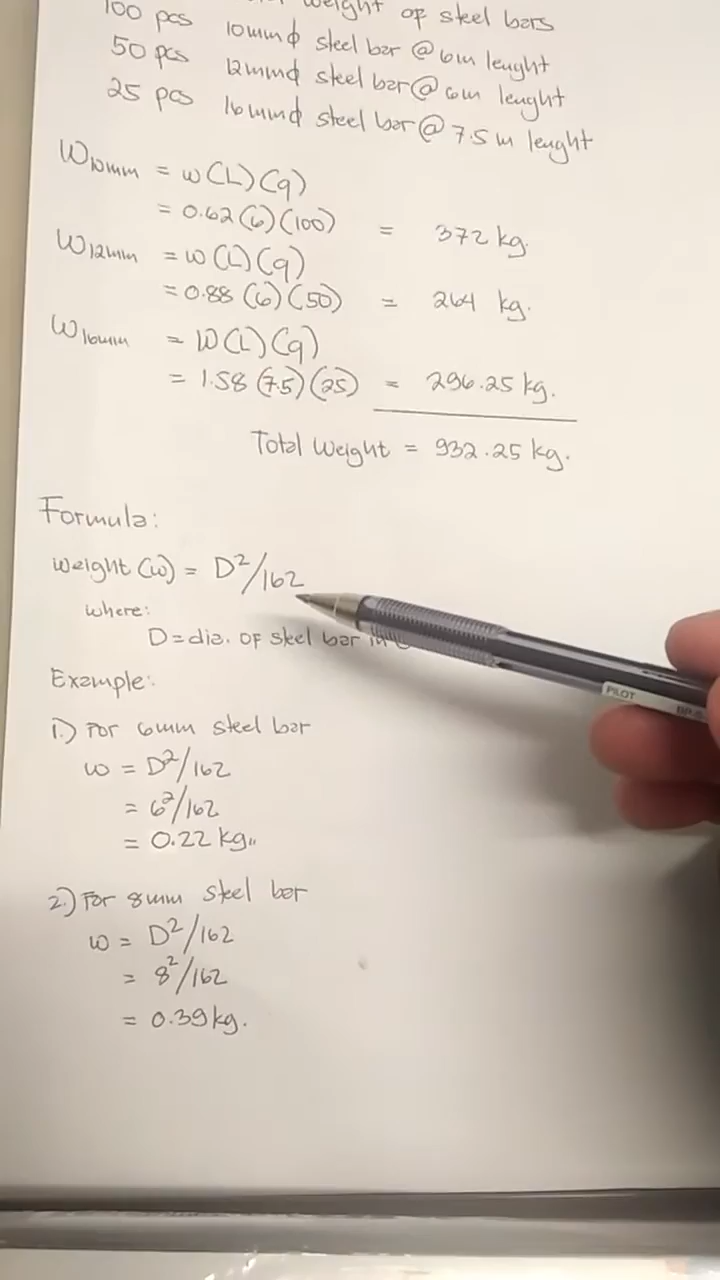 weight of steel bars
100 pcs 10mmϕ steel bar @ 6m lenght
50 pcs 12mmϕ steel bar @ 6m lenght
25 pcs 16mmϕ steel bar @ 7.5m lenght
W10mm = w(L)(q)
= 0.62(6)(100) = 372 kg.
W12mm = w(L)(q)
= 0.88(6)(50) = 264 kg.
W16mm = W(L)(q)
= 1.58(7.5)(25) = 296.25 kg.
Total Weight = 932.25 kg.
Formula:
weight (w) = D²/162
where:
D = dia. of steel bar
PILOT
Example:
1.) For 6mm steel bar
w = D²/162
= 6²/162
= 0.22 kg,,
2.) For 8mm steel bar
w = D²/162
= 8²/162
= 0.39 kg.